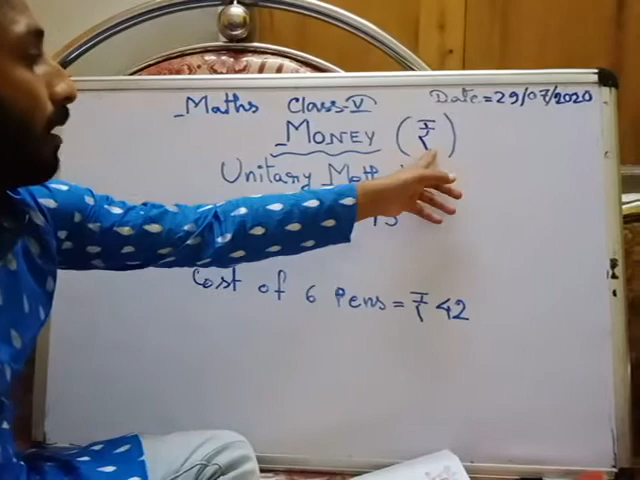 Maths Class-V Date=29/07/2020
MONEY (₹)
Unitary Meth
Cost of 6 Pens = ₹ 42